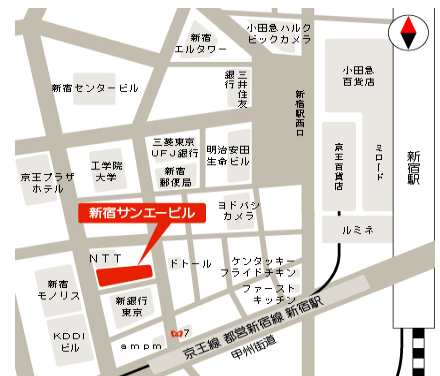 小田急ハルク
ビックカメラ
新宿
エルタワー
小田急
百貨店
三井住友
銀行
新宿センタービル
新宿駅西口
三菱東京
UFJ銀行
明治安田
生命ビル
京王百貨店
ミロード
新宿駅
工学院
大学
新宿
郵便局
京王プラザ
ホテル
新宿サンエービル
ヨドバシ
カメラ
ルミネ
NTT
ドトール
ケンタッキー
フライドチキン
新宿
モノリス
ファースト
キッチン
新銀行
東京
京王線 都営新宿線 新宿駅
KDDI
ビル
ampm
7
甲州街道